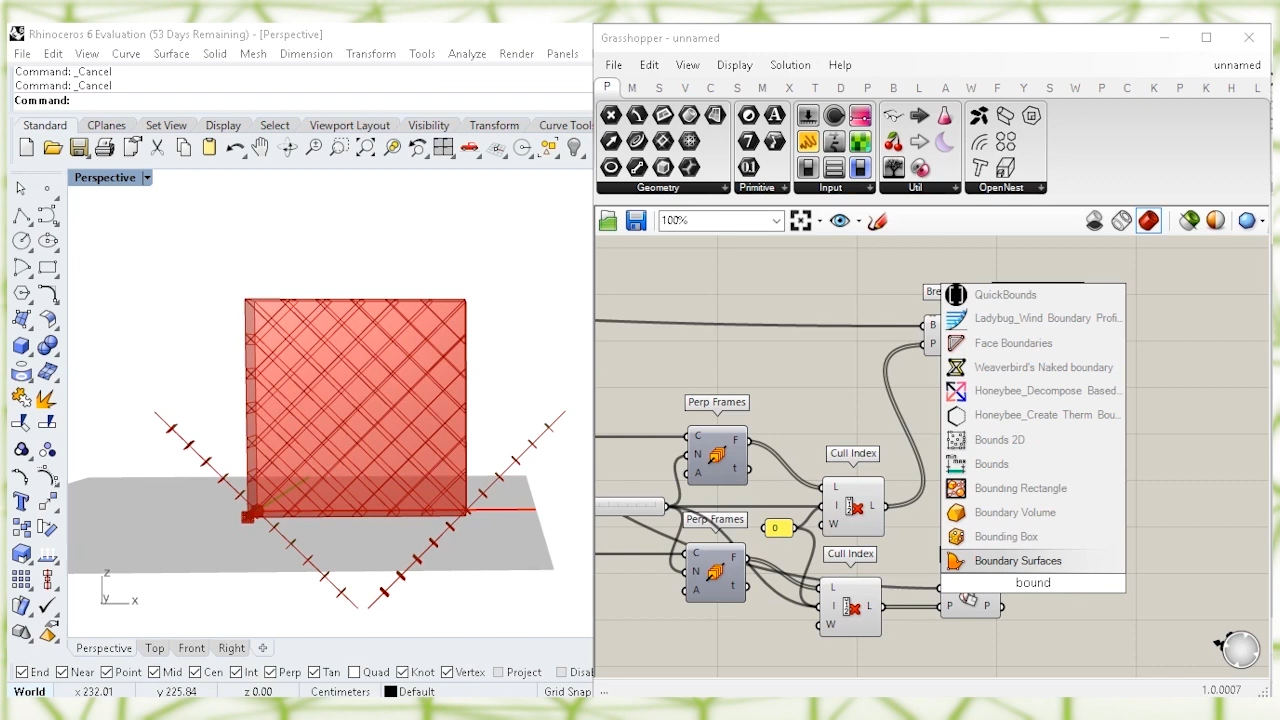 Rhinoceros 6 Evaluation (53 Days Remaining) - [Perspective]
File Edit View Curve Surface Solid Mesh Dimension Transform Tools Analyze Render Panels
Command: _Cancel
Command: _Cancel
Command:
Standard CPlanes Set View Display Select Viewport Layout Visibility Transform Curve Tools
Perspective
z
y x
Perspective Top Front Right
End Near Point Mid Cen Int Perp Tan Quad Knot Vertex Project
World x 232.01 y 225.84 z 0.00 Centimeters Default Grid Snap
Grasshopper - unnamed
File Edit View Display Solution Help unnamed
P M S V C S M X S T D P B L A W F Y S W P C K P K H L
Geometry Primitive Input Util OpenNest
100%
Bre
B
P
QuickBounds
Ladybug_Wind Boundary Profi...
Face Boundaries
Weaverbird's Naked boundary
Honeybee_Decompose Based...
Honeybee_Create Therm Bou...
Bounds 2D
Bounds
Bounding Rectangle
Boundary Volume
Bounding Box
Boundary Surfaces
bound
Perp Frames
C F
N
A t
Cull Index
L
I L
W
Perp Frames
0
C F
N
A t
Cull Index
L
I L
W
P P
... 1.0.0007